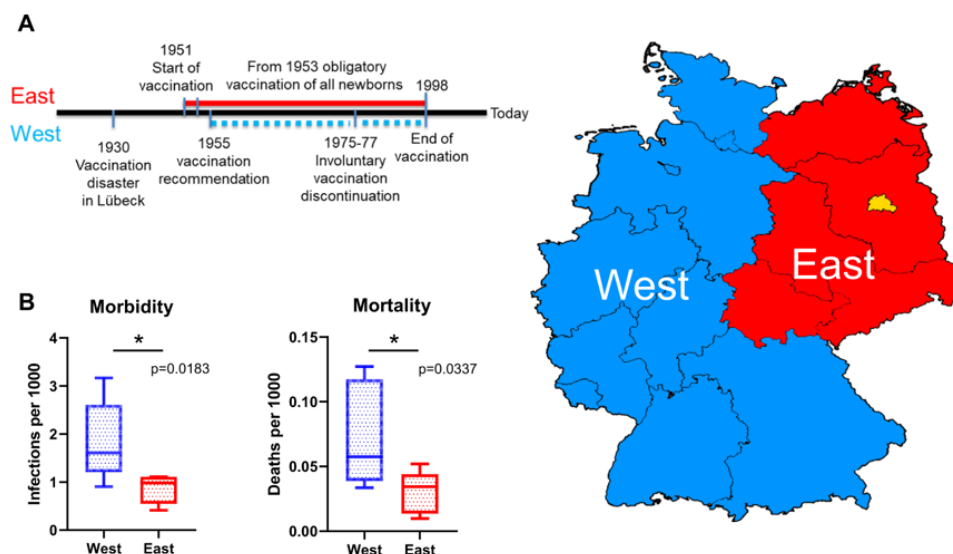 A
1951
Start of
vaccination
From 1953 obligatory
vaccination of all newborns
1998
East
West
Today
1930
Vaccination
disaster
in Lübeck
1955
vaccination
recommendation
1975-77
Involuntary
vaccination
discontinuation
End of
vaccination
West
East
B
Morbidity
*
p=0.0183
Infections per 1000
4
3
2
1
0
West
East
Mortality
*
p=0.0337
Deaths per 1000
0.15
0.10
0.05
0.00
West
East